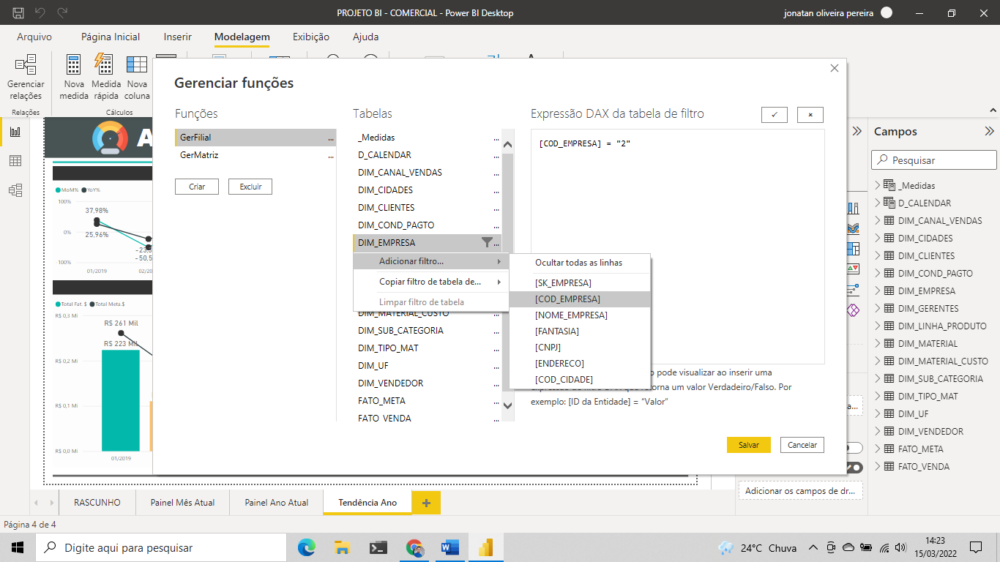 PROJETO BI - COMERCIAL - Power BI Desktop
jonatan oliveira pereira
Arquivo
Página Inicial
Inserir
Modelagem
Exibição
Ajuda
Gerenciar
relações
Nova
medida
Medida
rápida
Nova
coluna
Relações
Cálculos
Gerenciar funções
Funções
GerFilial ...
GerMatriz ...
Criar
Excluir
Tabelas
_Medidas ...
D_CALENDAR ...
DIM_CANAL_VENDAS ...
DIM_CIDADES ...
DIM_CLIENTES ...
DIM_COND_PAGTO ...
DIM_EMPRESA ...
Adicionar filtro...
Copiar filtro de tabela de...
Limpar filtro de tabela
DIM_MATERIAL_CUSTO ...
DIM_SUB_CATEGORIA ...
DIM_TIPO_MAT ...
DIM_UF ...
DIM_VENDEDOR ...
FATO_META ...
FATO_VENDA ...
Ocultar todas as linhas
[SK_EMPRESA]
[COD_EMPRESA]
[NOME_EMPRESA]
[FANTASIA]
[CNPJ]
[ENDERECO]
[COD_CIDADE]
Expressão DAX da tabela de filtro
[COD_EMPRESA] = "2"
pode visualizar ao inserir uma
um valor Verdadeiro/Falso. Por
exemplo: [ID da Entidade] = “Valor”
Salvar
Cancelar
MoM% YoY%
100%
37,98%
0%
25,96%
-50,5
100%
01/2019
02/20
Total Fat. $ Total Meta.$
R$ 0,3 Mi
R$ 261 Mil
R$ 223 Mil
R$ 0,2 Mi
R$ 0,1 Mi
R$ 0,0 Mi
01/2019
Campos
Pesquisar
_Medidas
D_CALENDAR
DIM_CANAL_VENDAS
DIM_CIDADES
DIM_CLIENTES
DIM_COND_PAGTO
DIM_EMPRESA
DIM_GERENTES
DIM_LINHA_PRODUTO
DIM_MATERIAL
DIM_MATERIAL_CUSTO
DIM_SUB_CATEGORIA
DIM_TIPO_MAT
DIM_UF
DIM_VENDEDOR
FATO_META
FATO_VENDA
a...
Adicionar os campos de dr...
RASCUNHO
Painel Mês Atual
Painel Ano Atual
Tendência Ano
Página 4 de 4
Digite aqui para pesquisar
24°C Chuva
14:23
15/03/2022